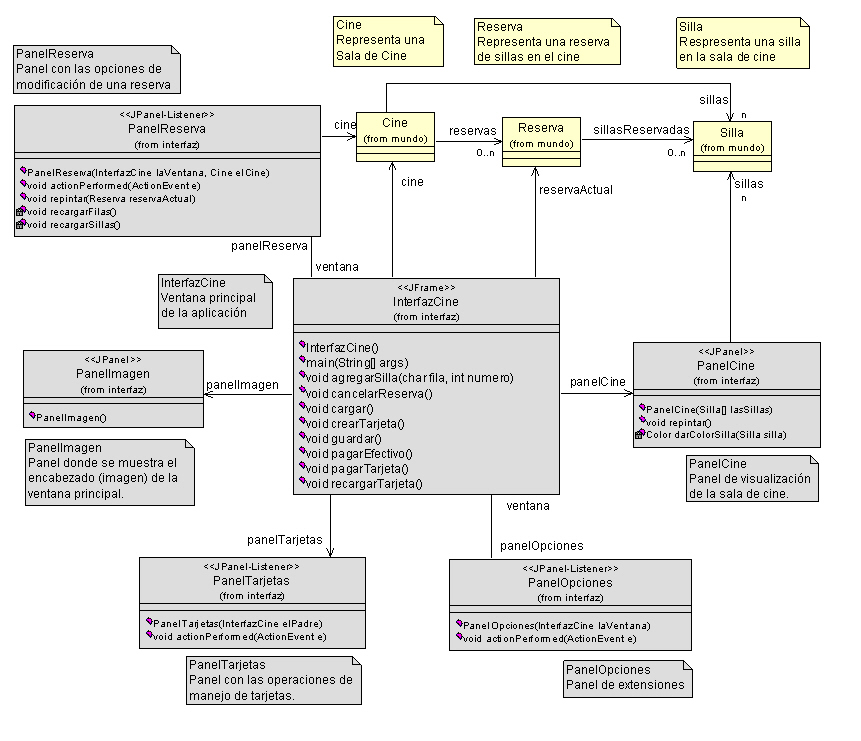 Cine
Representa una
Sala de Cine
Reserva
Representa una reserva
de sillas en el cine
Silla
Respresenta una silla
en la sala de cine
PanelReserva
Panel con las opciones de
modificación de una reserva
<<JPanel-Listener>>
PanelReserva
(from interfaz)
PanelReserva(InterfazCine laVentana, Cine elCine)
void actionPerformed(ActionEvent e)
void repintar(Reserva reservaActual)
void recargarFilas()
void recargarSillas()
cine
Cine
(from mundo)
reservas
0..n
Reserva
(from mundo)
sillasReservadas
0..n
sillas
n
Silla
(from mundo)
cine
reservaActual
sillas
n
panelReserva
ventana
InterfazCine
Ventana principal
de la aplicación
<<JFrame>>
InterfazCine
(from interfaz)
InterfazCine()
main(String[] args)
void agregarSilla(char fila, int numero)
void cancelarReserva()
void cargar()
void crearTarjeta()
void guardar()
void pagarEfectivo()
void pagarTarjeta()
void recargarTarjeta()
<<JPanel>>
PanelImagen
(from interfaz)
PanelImagen()
panelImagen
PanelImagen
Panel donde se muestra el
encabezado (imagen) de la
ventana principal.
panelCine
<<JPanel>>
PanelCine
(from interfaz)
PanelCine(Silla[] lasSillas)
void repintar()
Color darColorSilla(Silla silla)
PanelCine
Panel de visualización
de la sala de cine.
panelTarjetas
ventana
panelOpciones
<<JPanel-Listener>>
PanelTarjetas
(from interfaz)
PanelTarjetas(InterfazCine elPadre)
void actionPerformed(ActionEvent e)
PanelTarjetas
Panel con las operaciones de
manejo de tarjetas.
<<JPanel-Listener>>
PanelOpciones
(from interfaz)
PanelOpciones(InterfazCine laVentana)
void actionPerformed(ActionEvent e)
PanelOpciones
Panel de extensiones